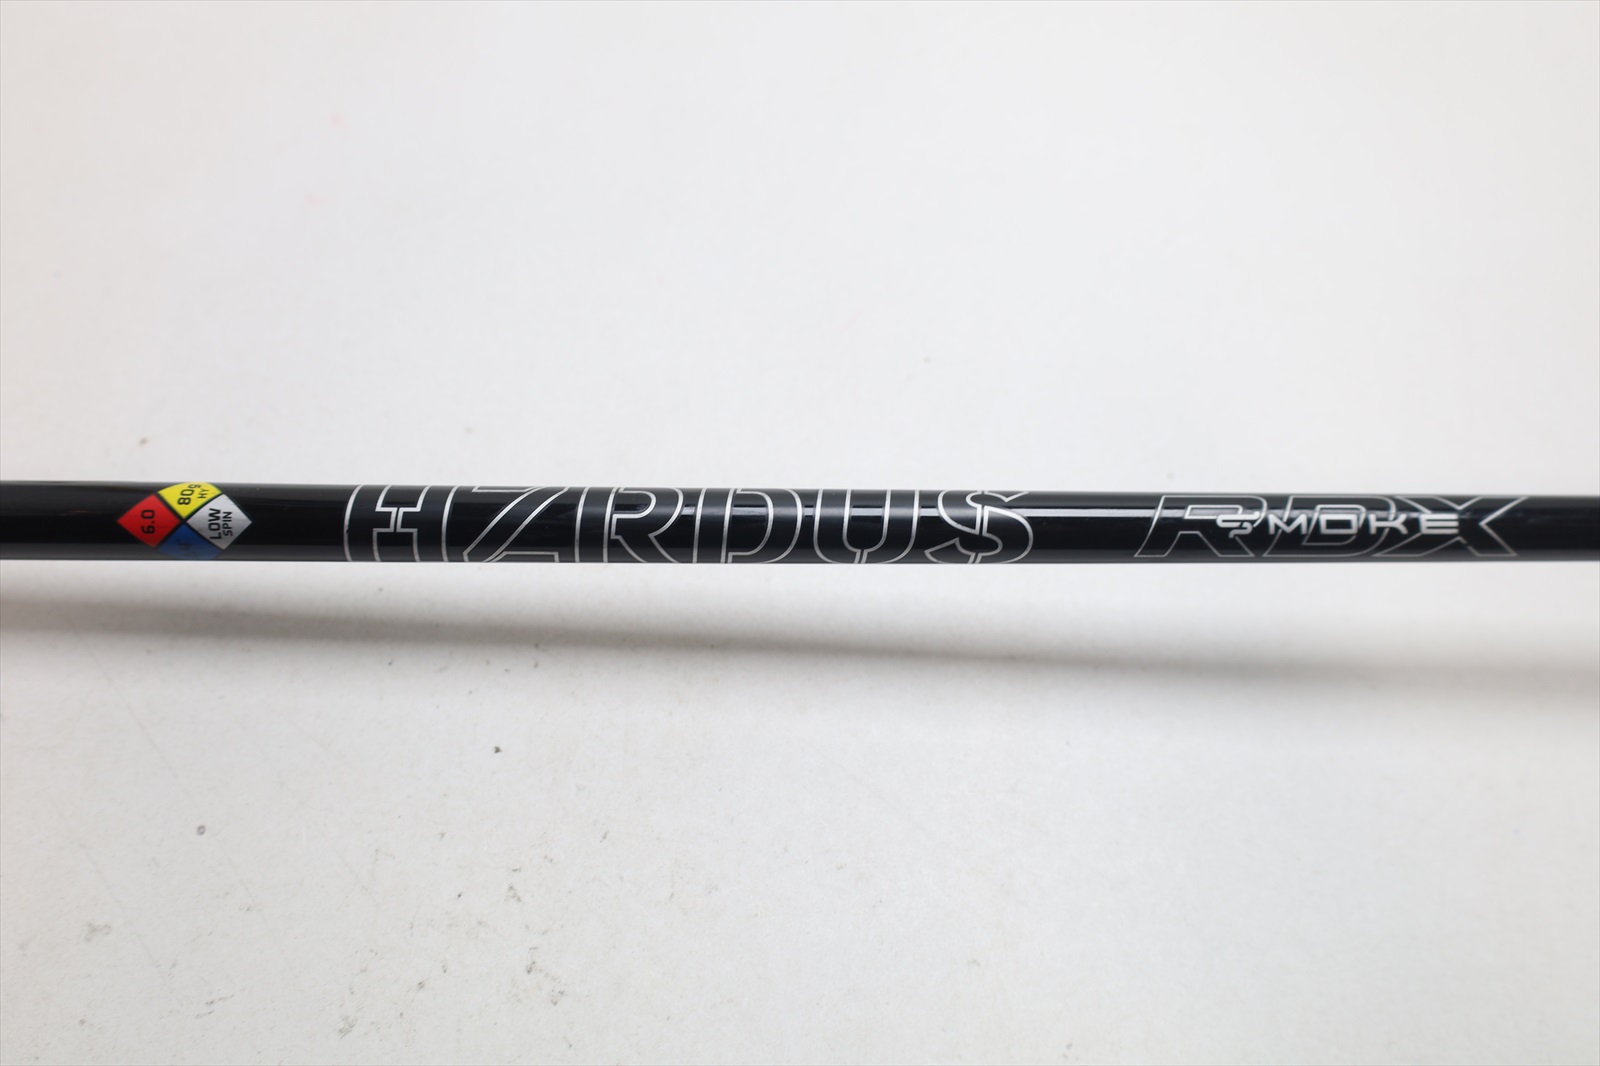 6.0
80g
HY
LOW
SPIN
HZRDUS
RDX
SMOKE